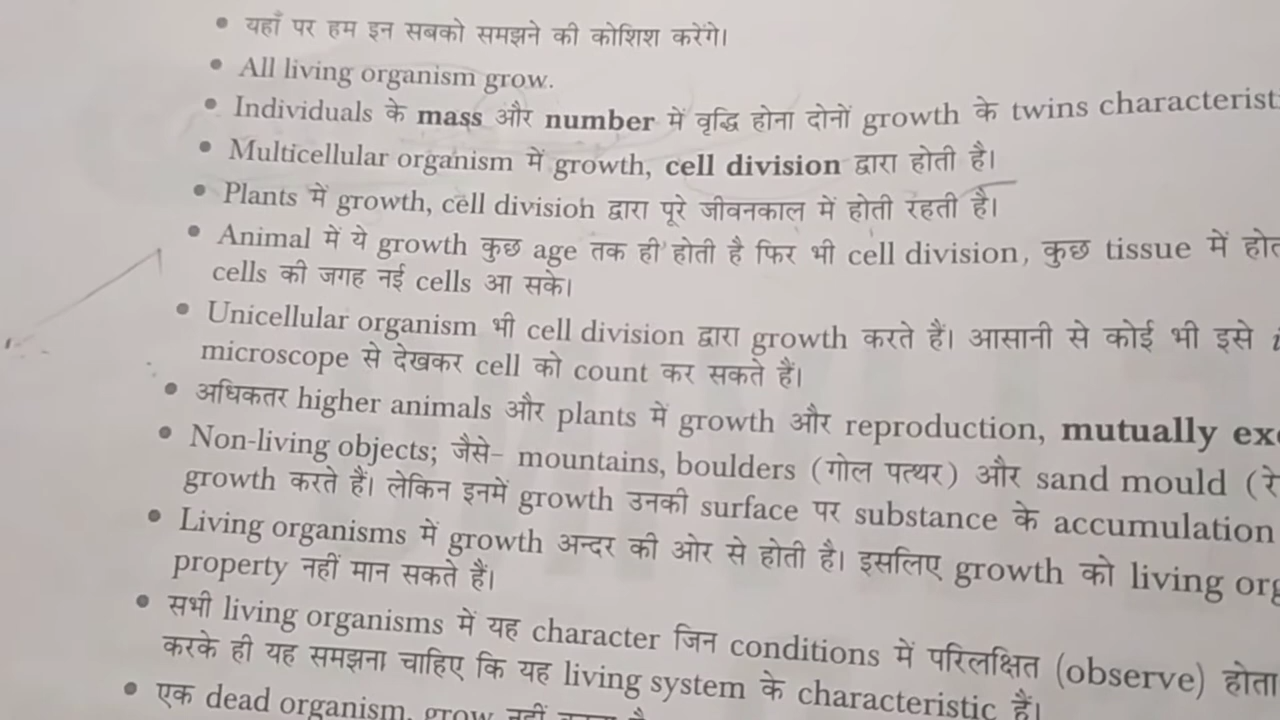 • यहाँ पर हम इन सबको समझने की कोशिश करेंगे।
• All living organism grow.
• Individuals के mass और number में वृद्धि होना दोनों growth के twins
• Multicellular organism में growth, cell division द्वारा होती है।
• Plants में growth, cell division द्वारा पूरे जीवनकाल में होती रहती है।
• Animal में ये growth कुछ age तक ही होती है फिर भी cell division, कुछ tissue में
cells की जगह नई cells आ सके।
• Unicellular organism भी cell division द्वारा growth करते हैं। आसानी से कोई भी इसे
microscope से देखकर cell को count कर सकते हैं।
• अधिकतर higher animals और plants में growth और reproduction, mutually
• Non-living objects; जैसे– mountains, boulders (गोल पत्थर) और sand mould
growth करते हैं। लेकिन इनमें growth उनकी surface पर substance के accumulation
• Living organisms में growth अन्दर की ओर से होती है। इसलिए growth को living
property नहीं मान सकते हैं।
• सभी living organisms में यह character जिन conditions में परिलक्षित (observe) होता
करके ही यह समझना चाहिए कि यह living system के characteristic हैं।
• एक dead organism, grow नहीं